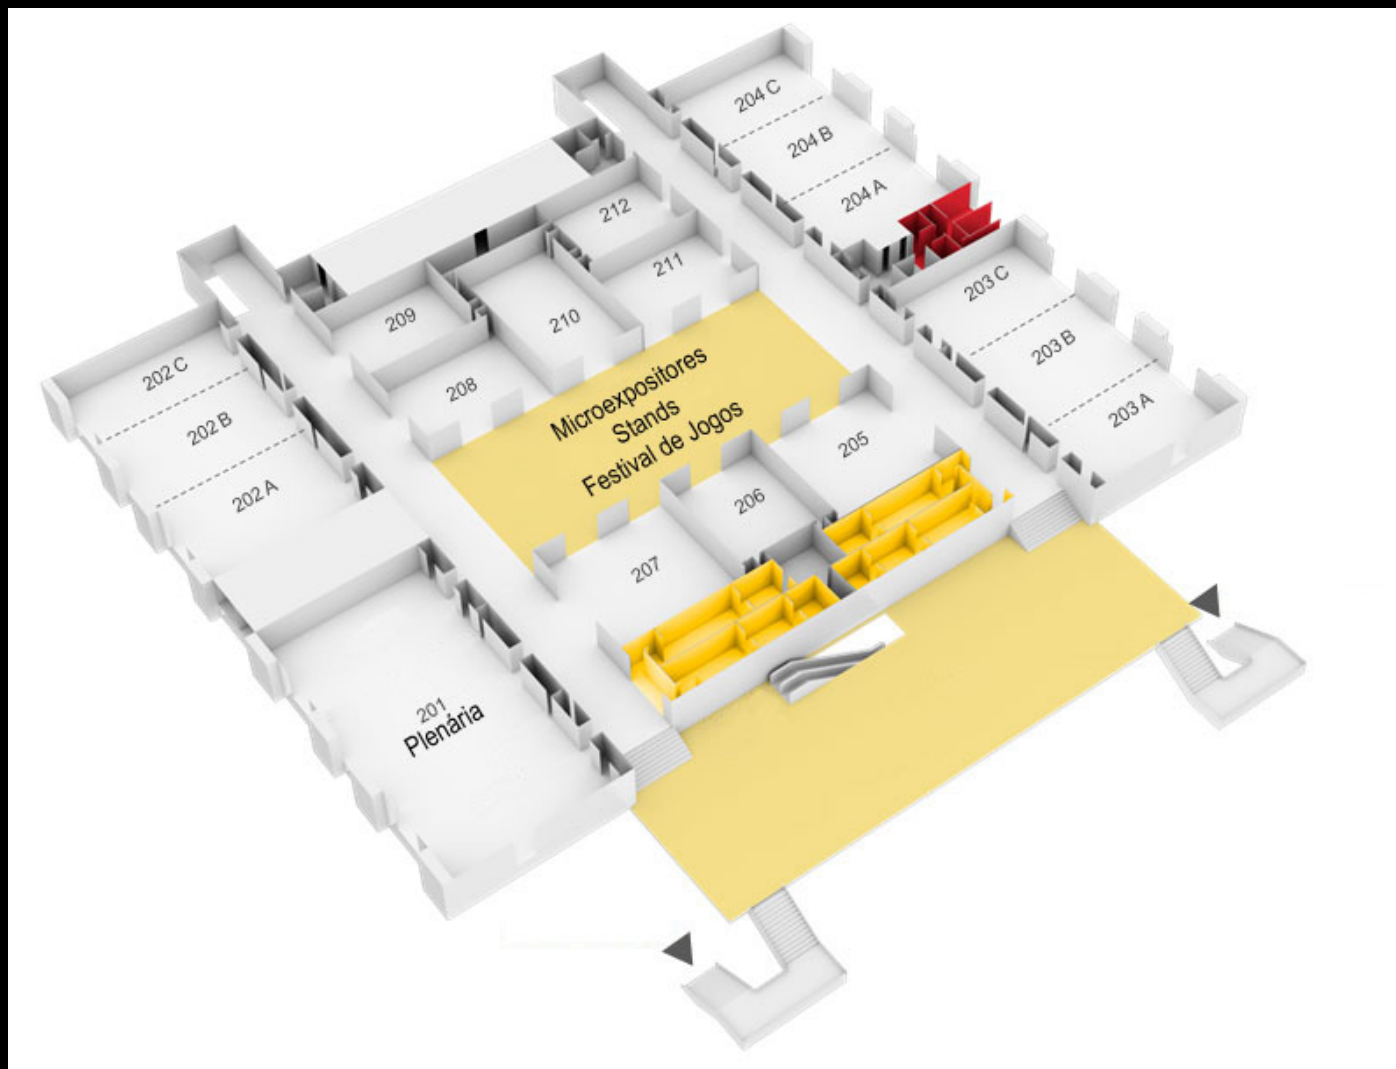 204 C
204 B
204 A
212
211
203 C
209
210
203 B
202 C
208
Microexpositores
Stands
Festival de Jogos
203 A
202 B
205
202 A
206
207
201
Plenária